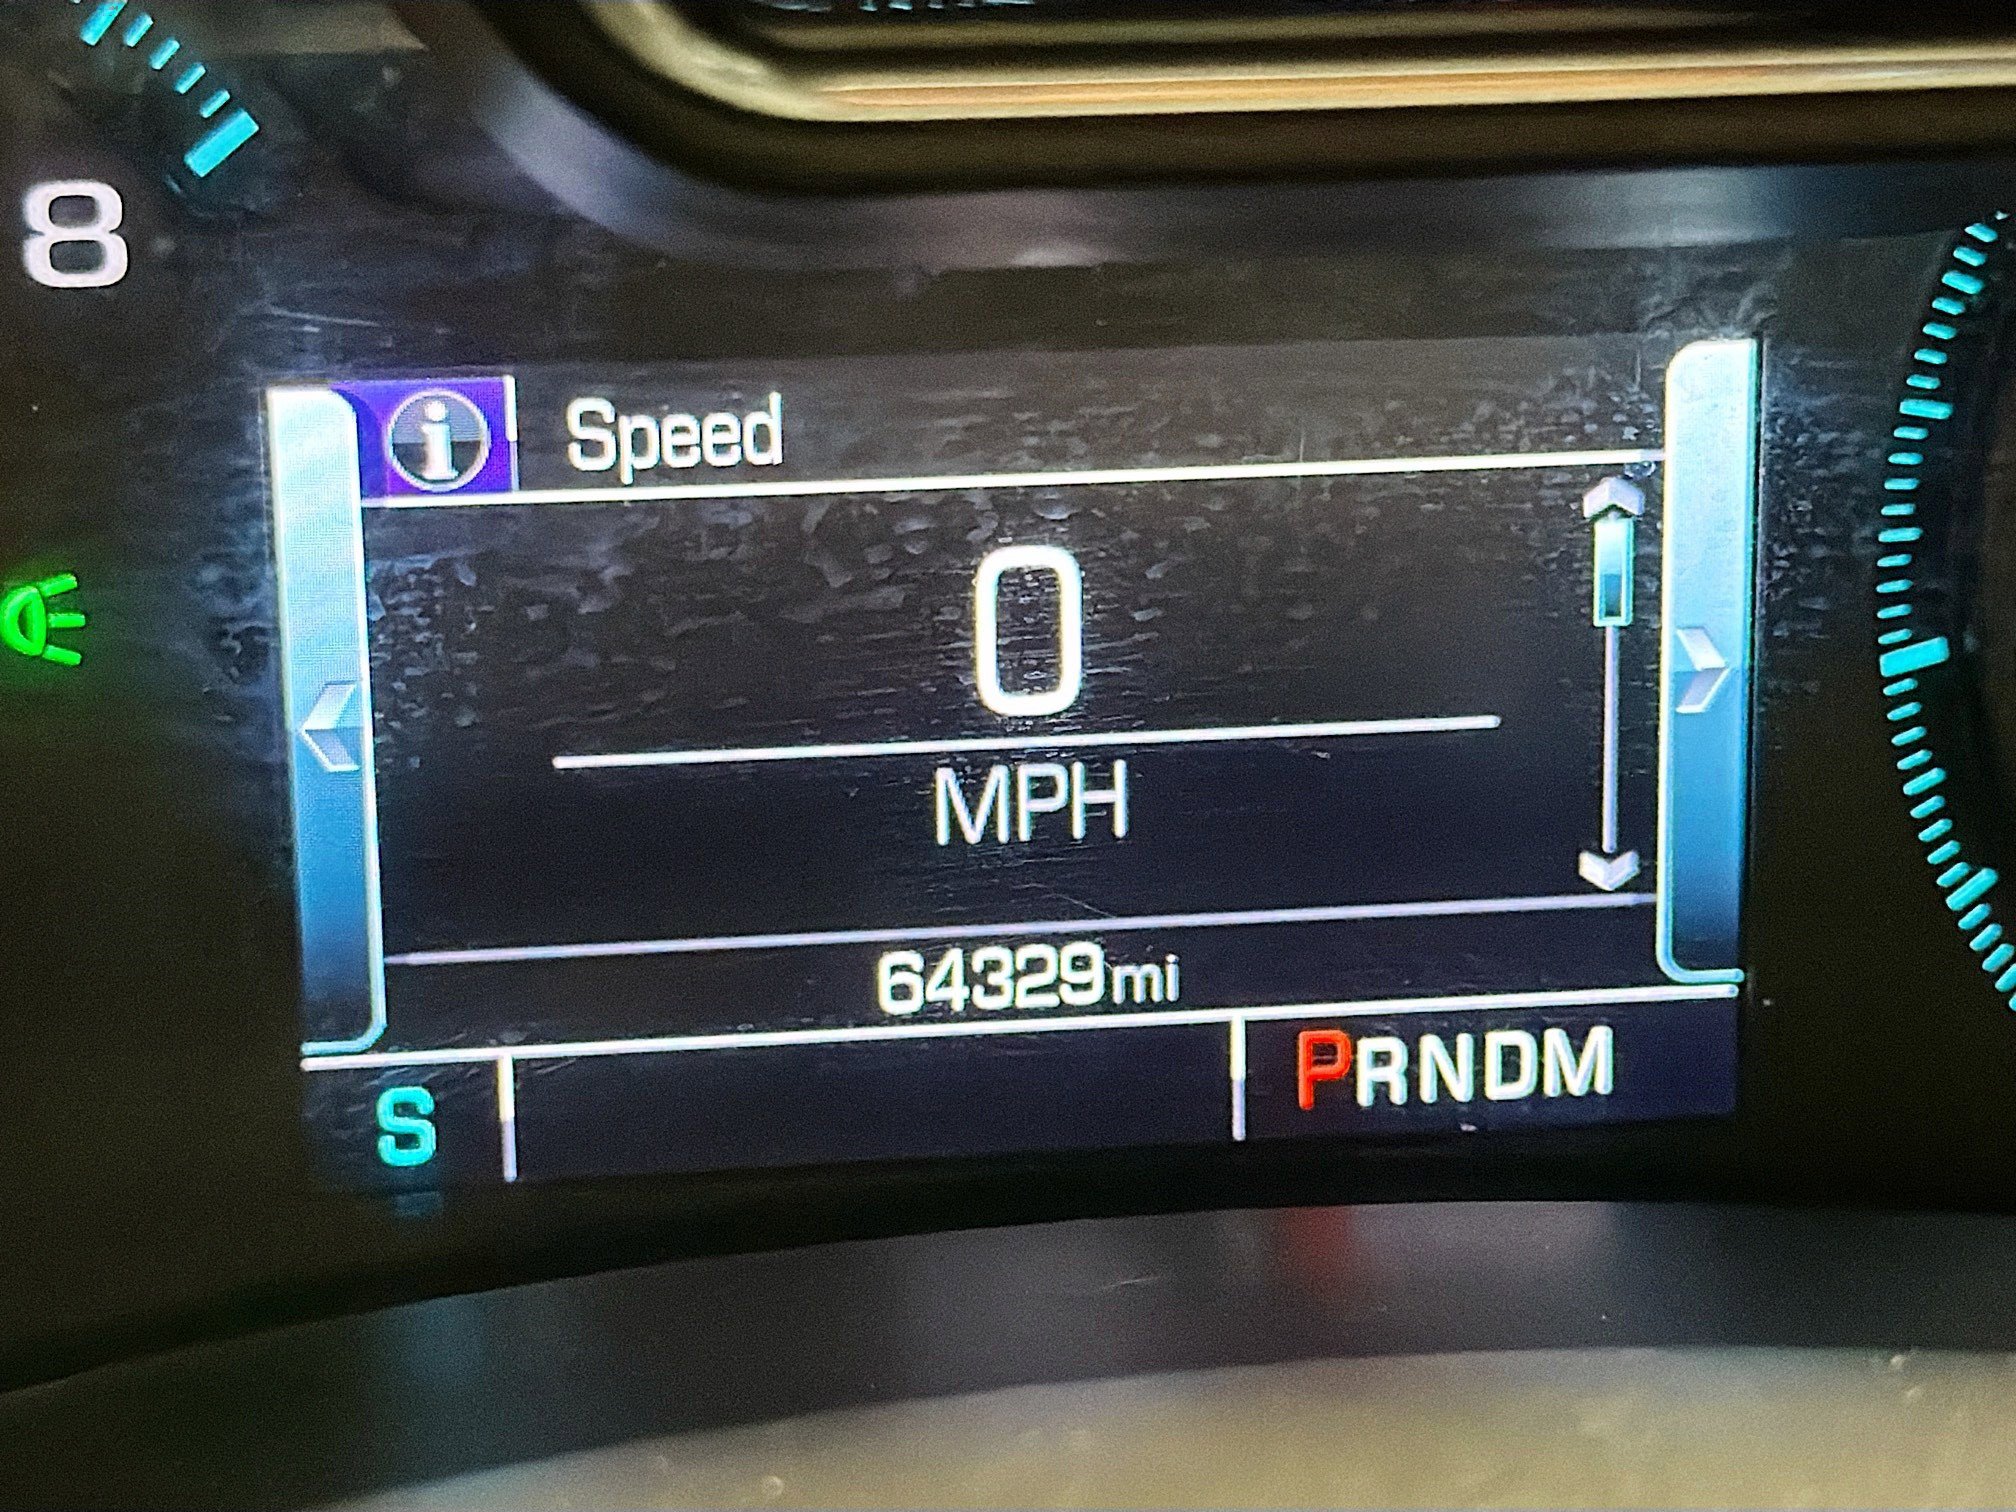 8
Speed
0
MPH
64329mi
S
PRNDM